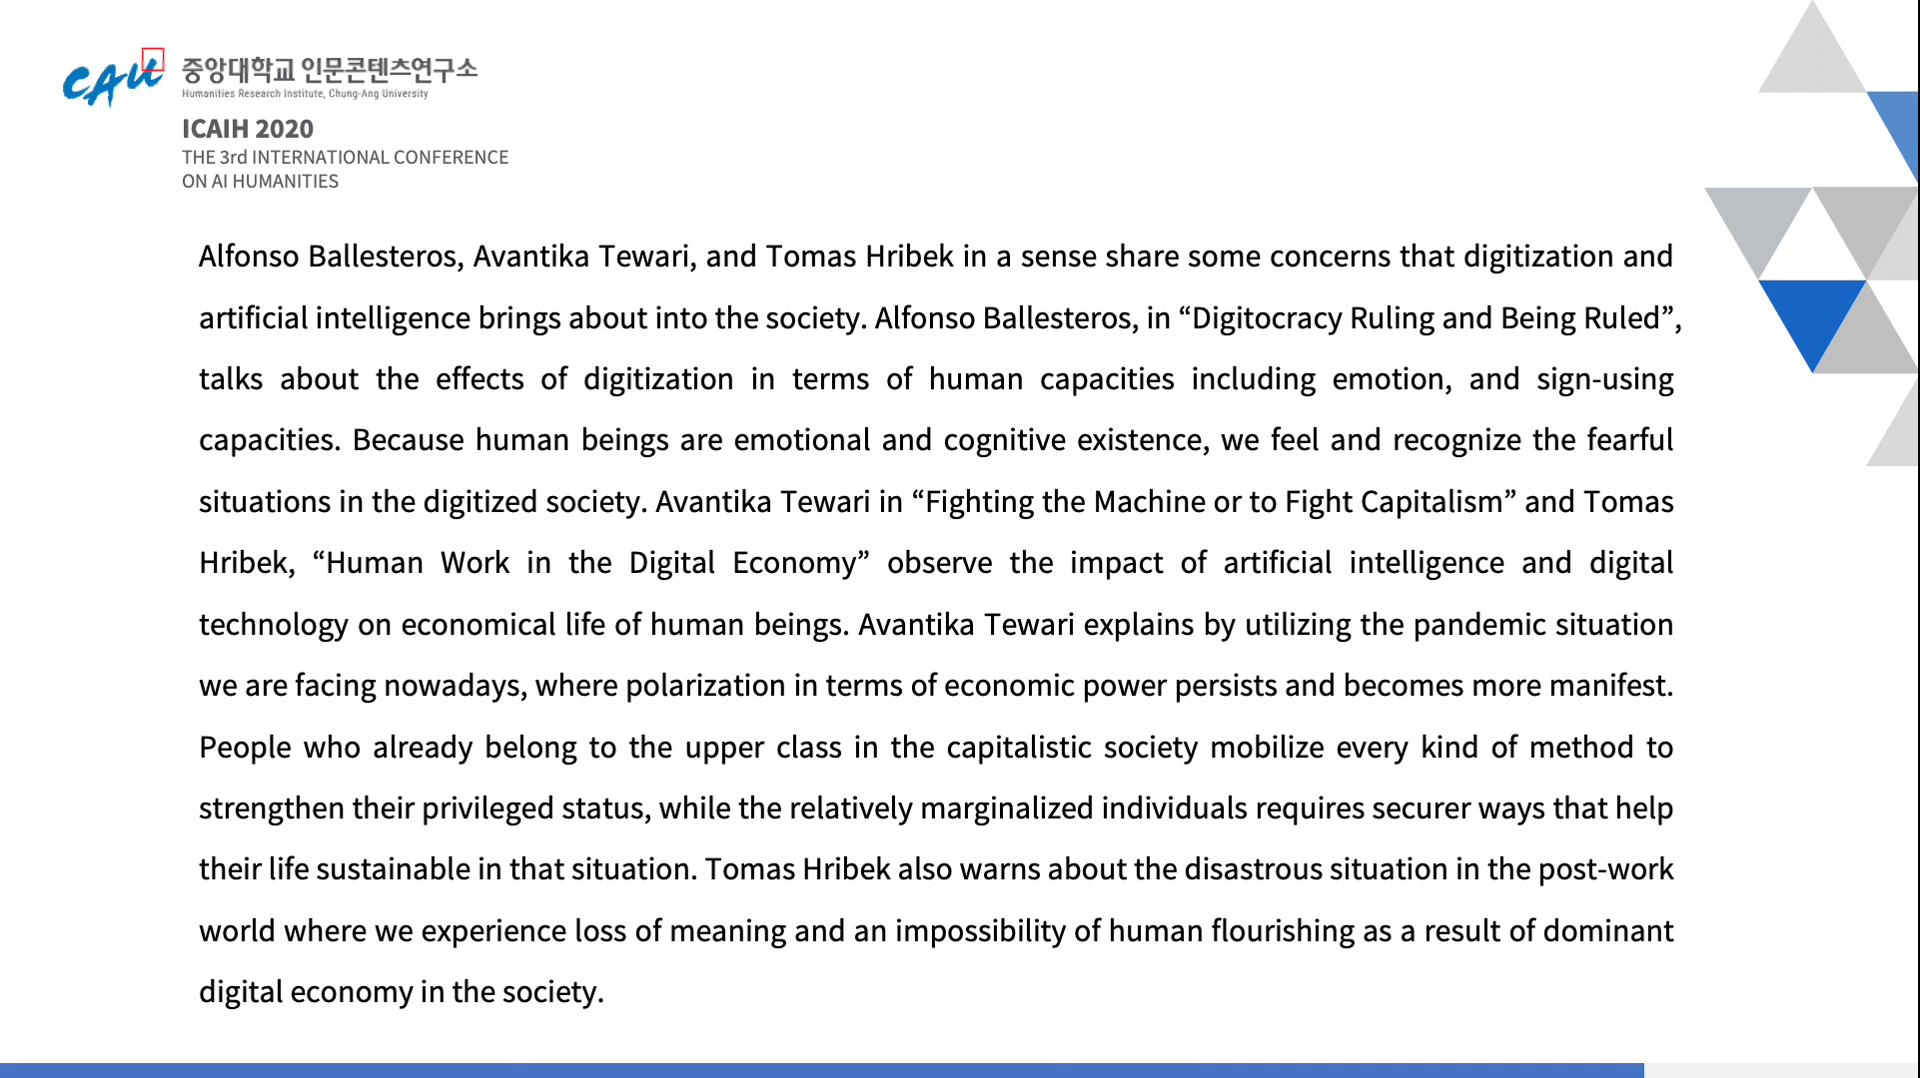 CAU 중앙대학교 인문콘텐츠연구소
Humanities Research Institute, Chung-Ang University
ICAIH 2020
THE 3rd INTERNATIONAL CONFERENCE
ON AI HUMANITIES
Alfonso Ballesteros, Avantika Tewari, and Tomas Hribek in a sense share some concerns that digitization and
artificial intelligence brings about into the society. Alfonso Ballesteros, in “Digitocracy Ruling and Being Ruled”,
talks about the effects of digitization in terms of human capacities including emotion, and sign-using
capacities. Because human beings are emotional and cognitive existence, we feel and recognize the fearful
situations in the digitized society. Avantika Tewari in “Fighting the Machine or to Fight Capitalism” and Tomas
Hribek, “Human Work in the Digital Economy” observe the impact of artificial intelligence and digital
technology on economical life of human beings. Avantika Tewari explains by utilizing the pandemic situation
we are facing nowadays, where polarization in terms of economic power persists and becomes more manifest.
People who already belong to the upper class in the capitalistic society mobilize every kind of method to
strengthen their privileged status, while the relatively marginalized individuals requires securer ways that help
their life sustainable in that situation. Tomas Hribek also warns about the disastrous situation in the post-work
world where we experience loss of meaning and an impossibility of human flourishing as a result of dominant
digital economy in the society.